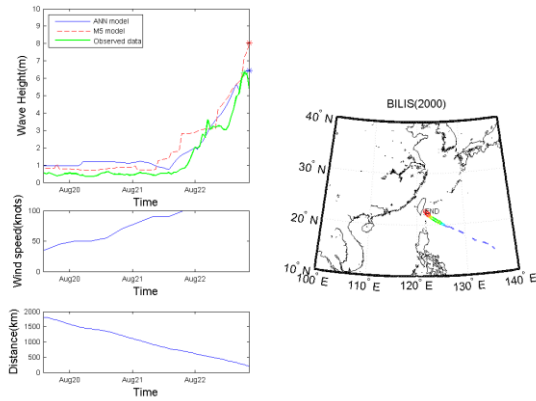 ANN model
M5 model
Observed data
Wave Height(m)
10
9
8
7
6
5
4
3
2
1
0
Aug20 Aug21 Aug22
Time
Wind speed(knots)
100
50
0
Aug20 Aug21 Aug22
Time
Distance(km)
2000
1500
1000
500
0
Aug20 Aug21 Aug22
Time
BILIS(2000)
40° N
30° N
20° N
10° N
END
100° E
110° E
120° E
130° E
140° E